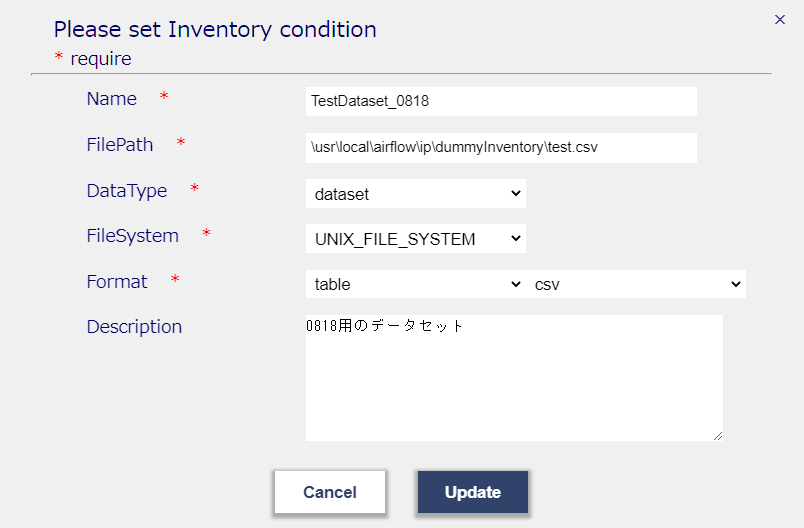 Please set Inventory condition
×
* require
Name *
TestDataset_0818
FilePath *
\usr\local\airflow\ip\dummyInventory\test.csv
DataType *
dataset
FileSystem *
UNIX_FILE_SYSTEM
Format *
table csv
Description
0818用のデータセット
Cancel Update